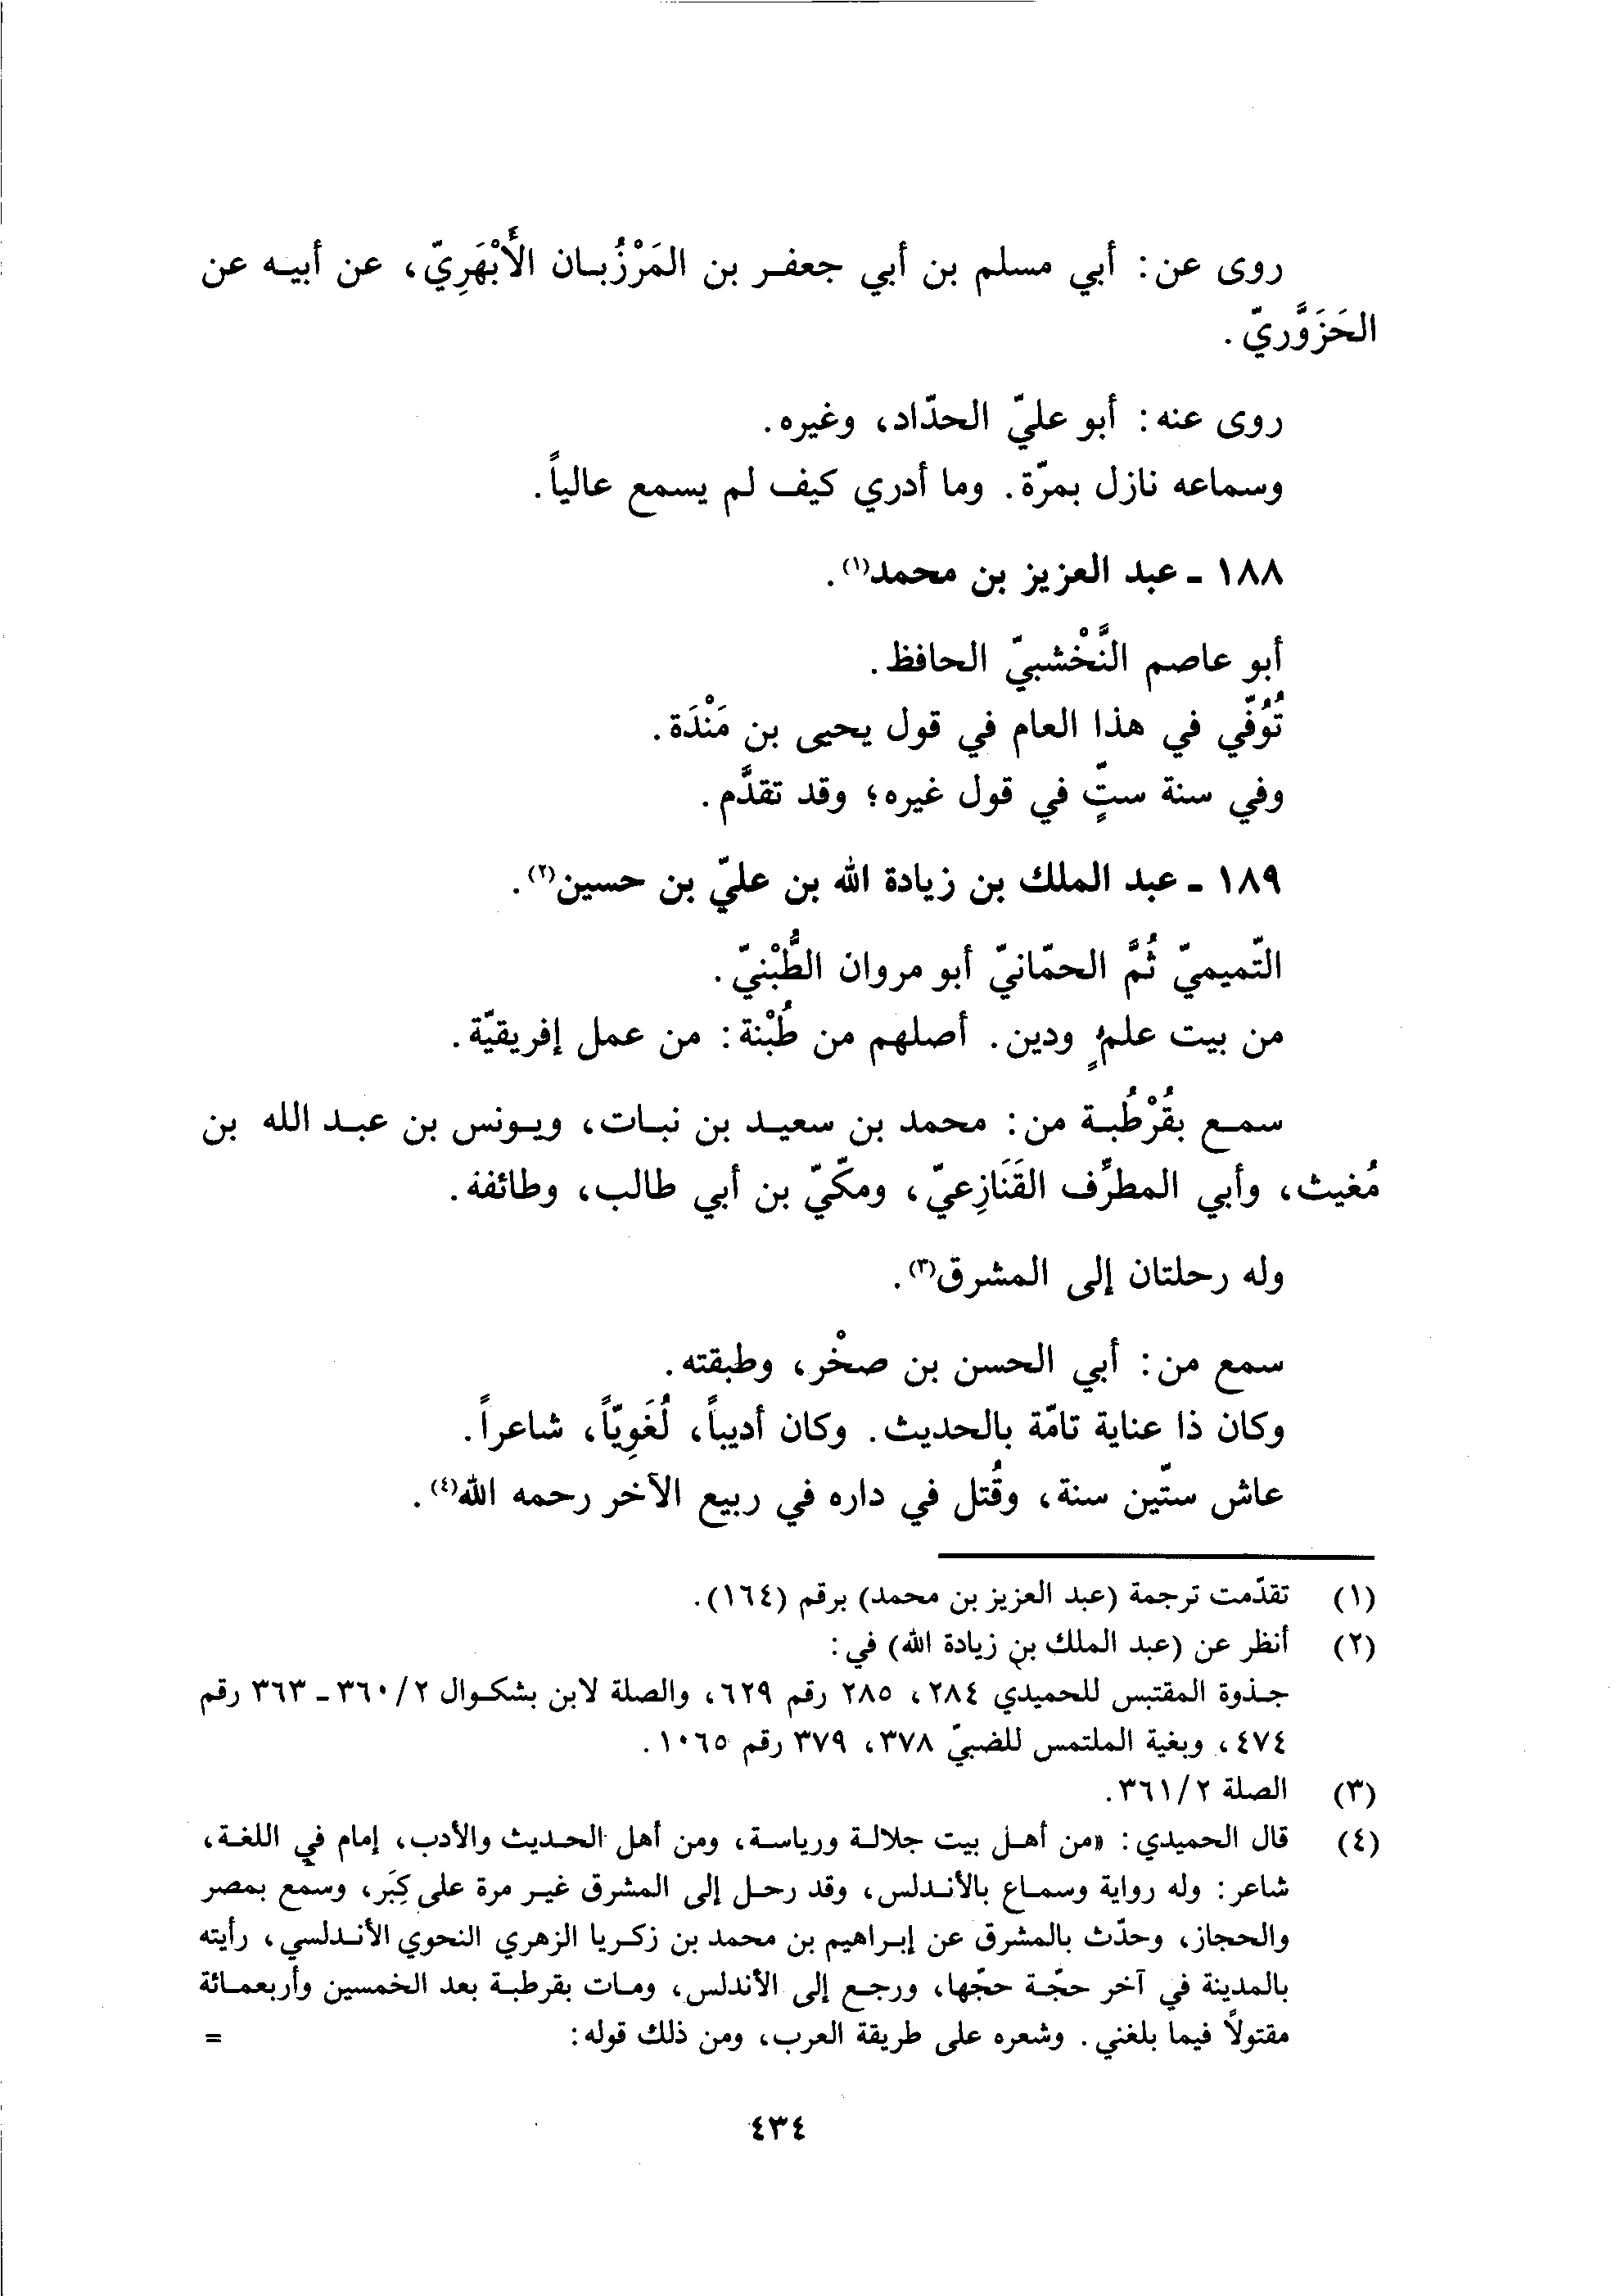 روى عن: أبي مسلم بن أبي جعفر بن المَرْزُبان الأَبْهَرِيّ، عن أبيه عن
الحَزَوَّريّ.
روى عنه: أبو عليّ الحدّاد، وغيره.
وسماعه نازل بمرّة. وما أدري كيف لم يسمع عالياً.
١٨٨ - عبد العزيز بن محمد(١).
أبو عاصم النَّخْشبيّ الحافظ.
تُوُفّي في هذا العام في قول يحيى بن مَنْدَة.
وفي سنة ستٍّ في قول غيره؛ وقد تقدَّم.
١٨٩ - عبد الملك بن زيادة الله بن عليّ بن حسين(٢).
التّميميّ ثُمَّ الحمّانيّ أبو مروان الطُّبْنيّ.
من بيت علمٍ ودين. أصلهم من طُبْنة: من عمل إفريقيّة.
سمع بقُرْطُبة من: محمد بن سعيد بن نبات، ويونس بن عبد الله بن
مُغيث، وأبي المطرِّف القَنَازِعيّ، ومكّيّ بن أبي طالب، وطائفة.
وله رحلتان إلى المشرق(٣).
سمع من: أبي الحسن بن صخْر، وطبقته.
وكان ذا عناية تامّة بالحديث. وكان أديباً، لُغَوِيّاً، شاعراً.
عاش ستّين سنة، وقُتل في داره في ربيع الآخر رحمه الله(٤).
(١) تقدّمت ترجمة (عبد العزيز بن محمد) برقم (١٦٤).
(٢) أنظر عن (عبد الملك بن زيادة الله) في:
جذوة المقتبس للحميدي ٢٨٤، ٢٨٥ رقم ٦٢٩، والصلة لابن بشكوال ٢/٣٦٠ - ٣٦٣ رقم
٤٧٤، وبغية الملتمس للضبيّ ٣٧٨، ٣٧٩ رقم ١٠٦٥.
(٣) الصلة ٢/٣٦١.
(٤) قال الحميدي: «من أهل بيت جلالة ورياسة، ومن أهل الحديث والأدب، إمام في اللغة،
شاعر: وله رواية وسماع بالأندلس، وقد رحل إلى المشرق غير مرة على كِبَر، وسمع بمصر
والحجاز، وحدّث بالمشرق عن إبراهيم بن محمد بن زكريا الزهري النحوي الأندلسي، رأيته
بالمدينة في آخر حجّة حجّها، ورجع إلى الأندلس، ومات بقرطبة بعد الخمسين وأربعمائة
مقتولاً فيما بلغني. وشعره على طريقة العرب، ومن ذلك قوله: =
٤٣٤